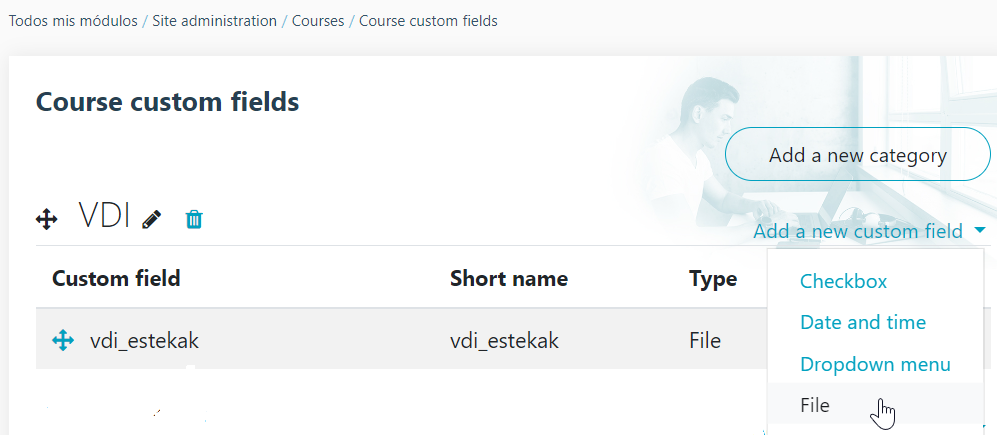 Todos mis módulos / Site administration / Courses / Course custom fields
Course custom fields
Add a new category
VDI
Add a new custom field
Custom field Short name Type
Checkbox
Date and time
vdi_estekak vdi_estekak File
Dropdown menu
File